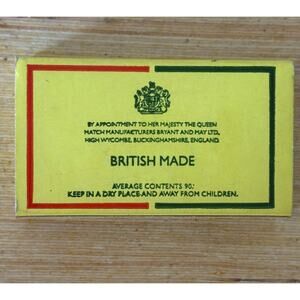 BY APPOINTMENT TO HER MAJESTY THE QUEEN
MATCH MANUFACTURERS BRYANT AND MAY LTD.,
HIGH WYCOMBE, BUCKINGHAMSHIRE, ENGLAND.
BRITISH MADE
AVERAGE CONTENTS 90.
KEEP IN A DRY PLACE AND AWAY FROM CHILDREN.